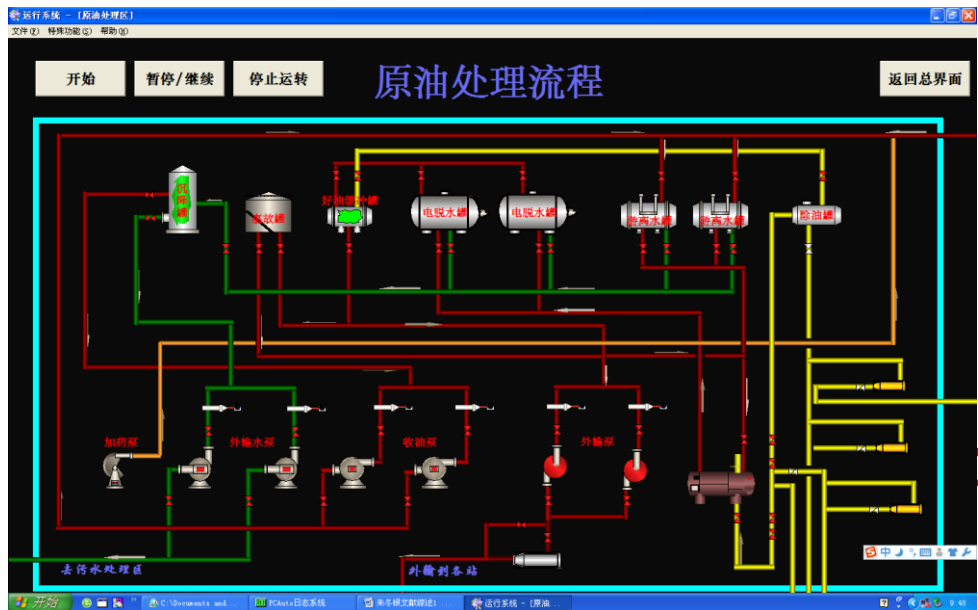 运行系统 - [原油处理区]
文件(F) 特殊功能(S) 帮助(H)
开始 暂停/继续 停止运转 原油处理流程 返回总界面
沉降罐
事故罐
好油缓冲罐
电脱水罐
电脱水罐
游离水罐
游离水罐
除油罐
加药泵
外输水泵
收油泵
外输泵
去污水处理区
外输到各站
中
开始
C:\Documents and...
PCAuto日志系统
运行系统 - [原油...
9:48